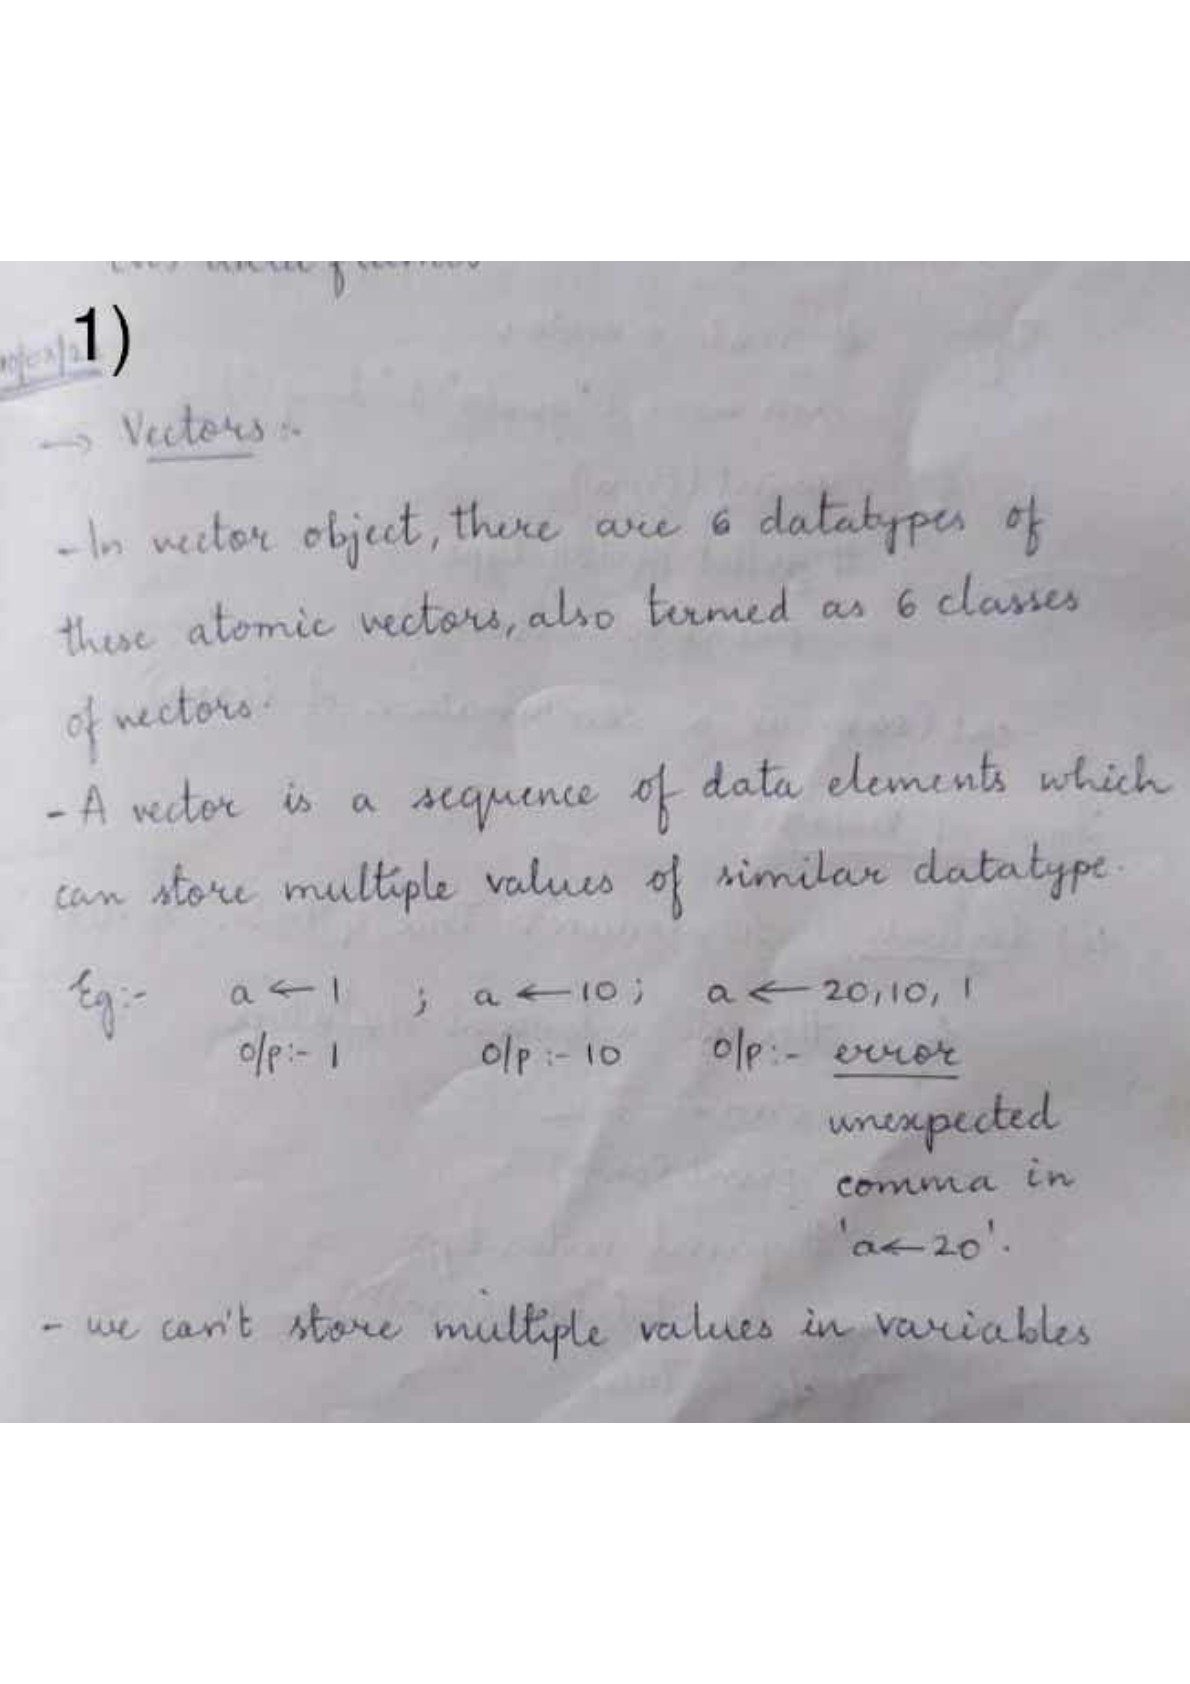 1)
→ Vectors :-
- In vector object, there are 6 datatypes of
these atomic vectors, also termed as 6 classes
of vectors.
- A vector is a sequence of data elements which
can store multiple values of similar datatype.
Eg:- a ← 1 ; a ← 10 ; a ← 20,10, 1
o/p:- 1 o/p :- 10 o/p :- error
unexpected
comma in
'a←20'.
- we can't store multiple values in variables